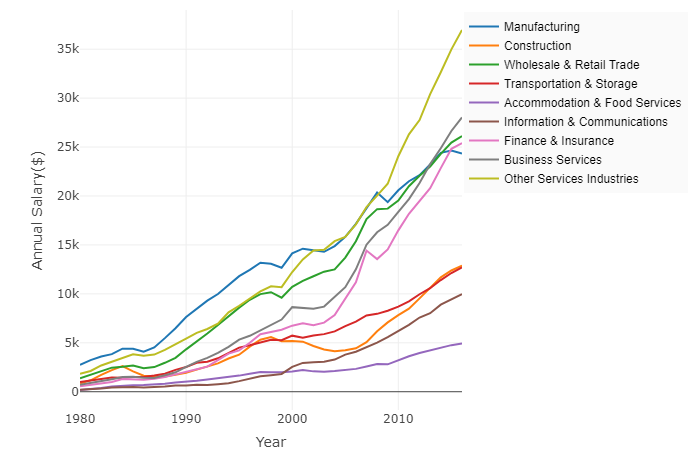 Manufacturing
Construction
Wholesale & Retail Trade
Transportation & Storage
Accommodation & Food Services
Information & Communications
Finance & Insurance
Business Services
Other Services Industries
Annual Salary($)
35k
30k
25k
20k
15k
10k
5k
0
1980 1990 2000 2010
Year